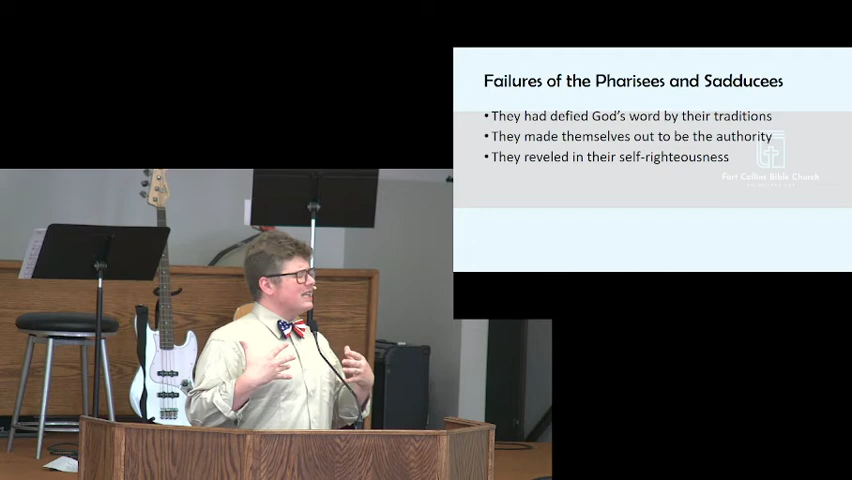 Failures of the Pharisees and Sadducees
• They had defied God's word by their traditions
• They made themselves out to be the authority
• They reveled in their self-righteousness
Fort Collins Bible Church